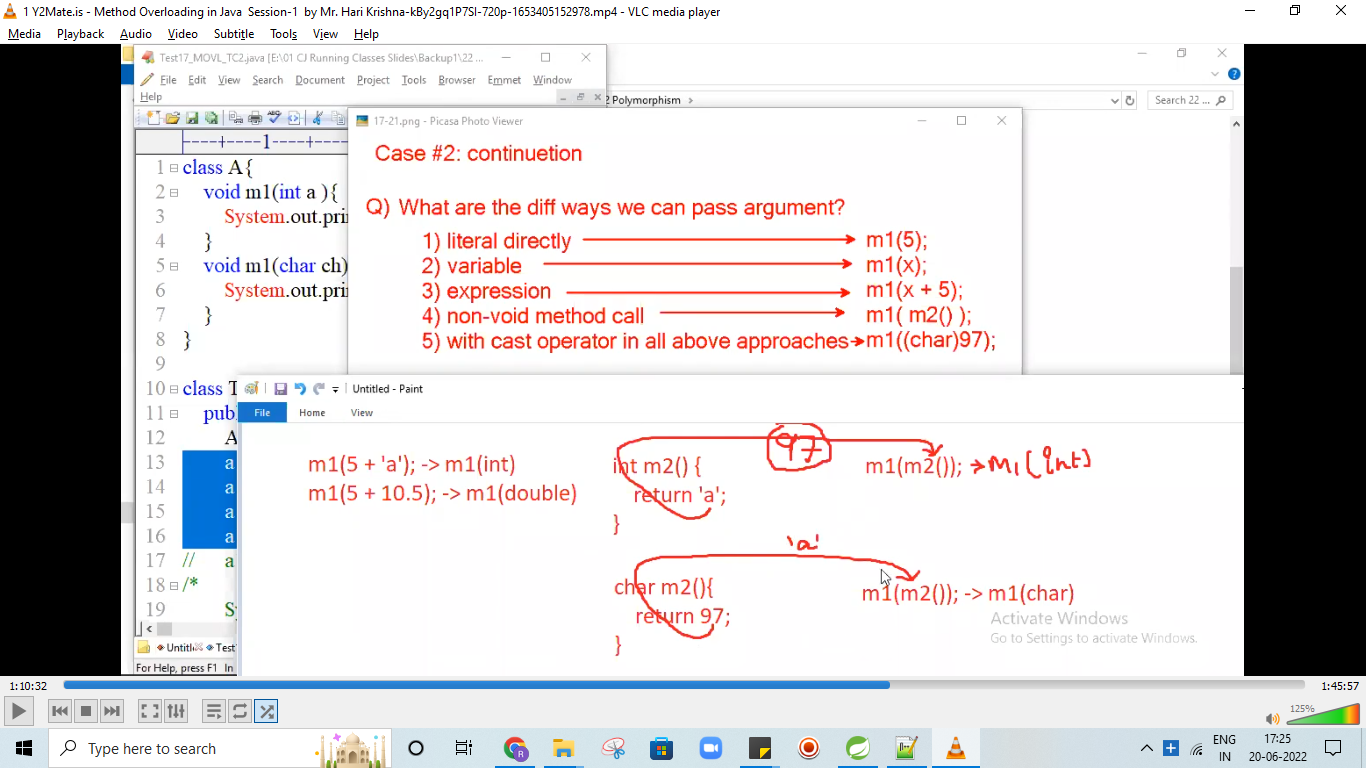 1 Y2Mate.is - Method Overloading in Java Session-1 by Mr. Hari Krishna-kBy2gq1P7SI-720p-1653405152978.mp4 - VLC media player
Media Playback Audio Video Subtitle Tools View Help
Test17_MOVL_TC2.java [E:\01 CJ Running Classes Slides\Backup1\22 ...
File Edit View Search Document Project Tools Browser Emmet Window
Help
2 Polymorphism
Search 22 ...
17-21.png - Picasa Photo Viewer
----+----1----+----
1 class A{
2 void m1(int a ){
3 System.out.prin
4 }
5 void m1(char ch)
6 System.out.prin
7 }
8 }
9
10 class T
11 publ
12 A
13 a
14 a
15 a
16 a
17 // a
18 /*
19 Sy
Case #2: continuetion
Q) What are the diff ways we can pass argument?
1) literal directly m1(5);
2) variable m1(x);
3) expression m1(x + 5);
4) non-void method call m1( m2() );
5) with cast operator in all above approaches m1((char)97);
Untitled - Paint
File Home View
m1(5 + 'a'); -> m1(int)
m1(5 + 10.5); -> m1(double)
97
int m2() { m1(m2()); -> m1(int)
return 'a';
}
'a'
char m2(){ m1(m2()); -> m1(char)
return 97;
}
Activate Windows
Go to Settings to activate Windows.
Untitl Test
For Help, press F1 In
1:10:32 1:45:57
125%
Type here to search
ENG
IN
17:25
20-06-2022